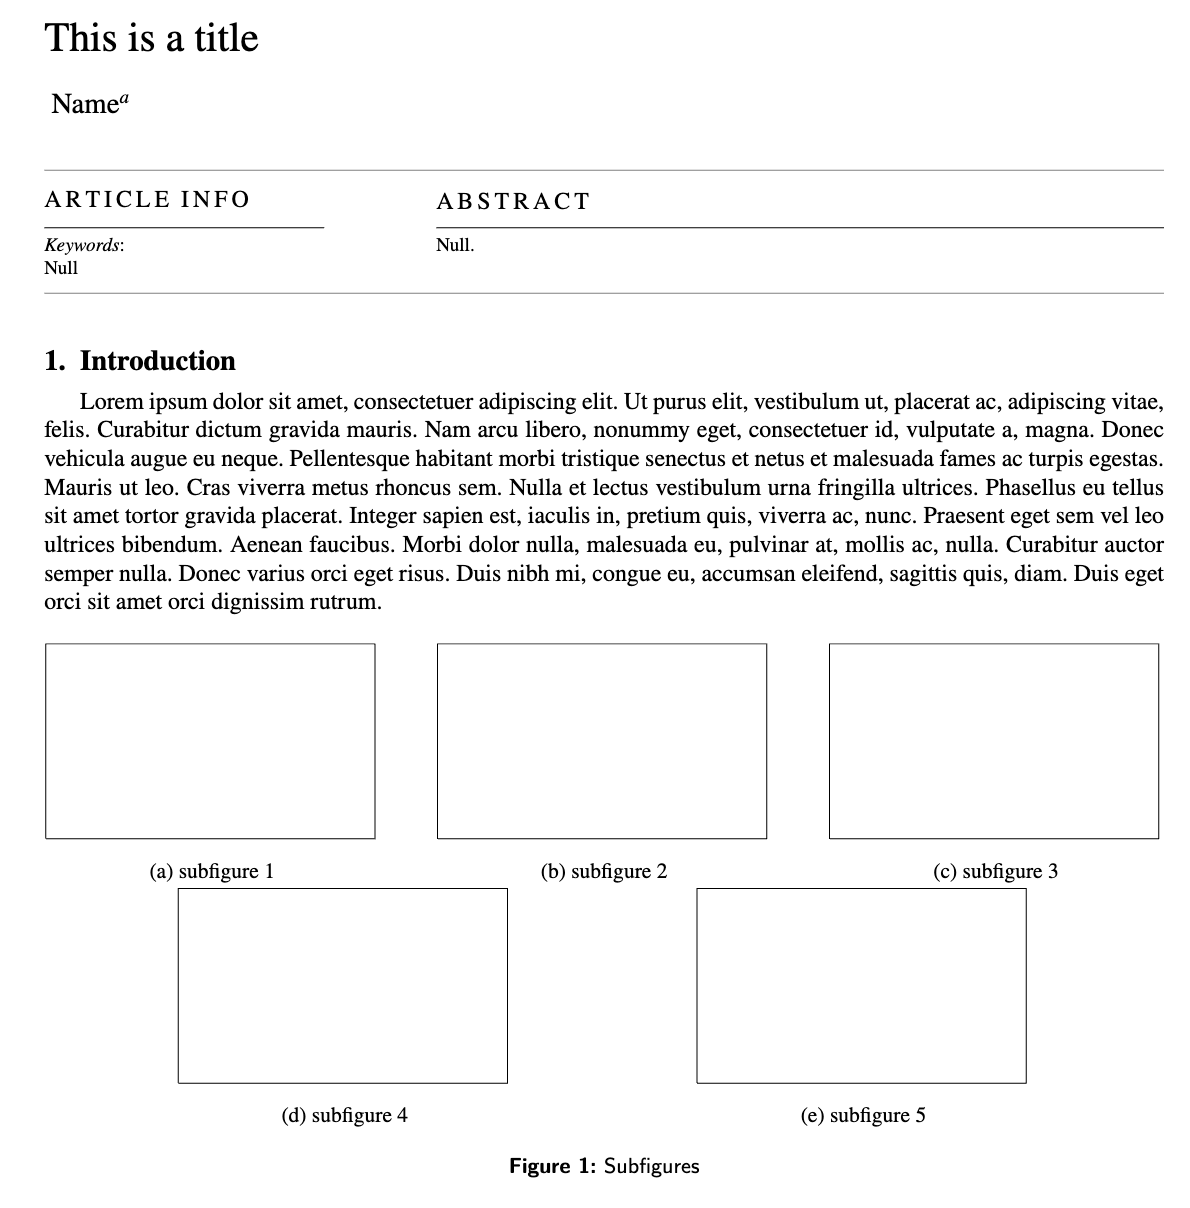 This is a title
Nameᵃ
ARTICLE INFO
ABSTRACT
Keywords:
Null
Null.
1. Introduction
Lorem ipsum dolor sit amet, consectetuer adipiscing elit. Ut purus elit, vestibulum ut, placerat ac, adipiscing vitae,
felis. Curabitur dictum gravida mauris. Nam arcu libero, nonummy eget, consectetuer id, vulputate a, magna. Donec
vehicula augue eu neque. Pellentesque habitant morbi tristique senectus et netus et malesuada fames ac turpis egestas.
Mauris ut leo. Cras viverra metus rhoncus sem. Nulla et lectus vestibulum urna fringilla ultrices. Phasellus eu tellus
sit amet tortor gravida placerat. Integer sapien est, iaculis in, pretium quis, viverra ac, nunc. Praesent eget sem vel leo
ultrices bibendum. Aenean faucibus. Morbi dolor nulla, malesuada eu, pulvinar at, mollis ac, nulla. Curabitur auctor
semper nulla. Donec varius orci eget risus. Duis nibh mi, congue eu, accumsan eleifend, sagittis quis, diam. Duis eget
orci sit amet orci dignissim rutrum.
(a) subfigure 1
(b) subfigure 2
(c) subfigure 3
(d) subfigure 4
(e) subfigure 5
Figure 1: Subfigures